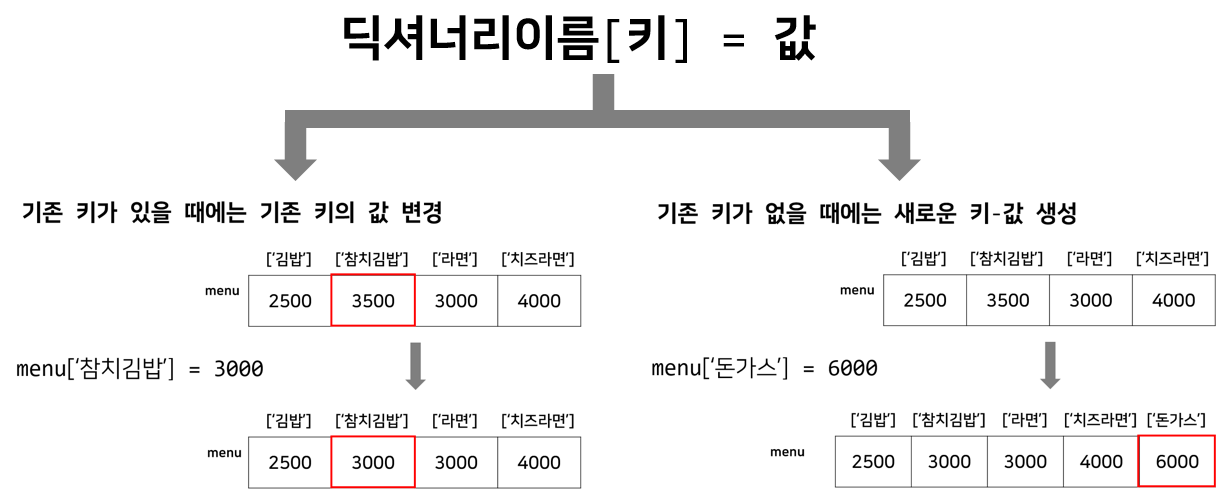 딕셔너리이름[키] = 값
기존 키가 있을 때에는 기존 키의 값 변경
['김밥'] ['참치김밥'] ['라면'] ['치즈라면']
menu 2500 3500 3000 4000
menu['참치김밥'] = 3000
['김밥'] ['참치김밥'] ['라면'] ['치즈라면']
menu 2500 3000 3000 4000
기존 키가 없을 때에는 새로운 키-값 생성
['김밥'] ['참치김밥'] ['라면'] ['치즈라면']
menu 2500 3500 3000 4000
menu['돈가스'] = 6000
['김밥'] ['참치김밥'] ['라면'] ['치즈라면'] ['돈가스']
menu 2500 3000 3000 4000 6000